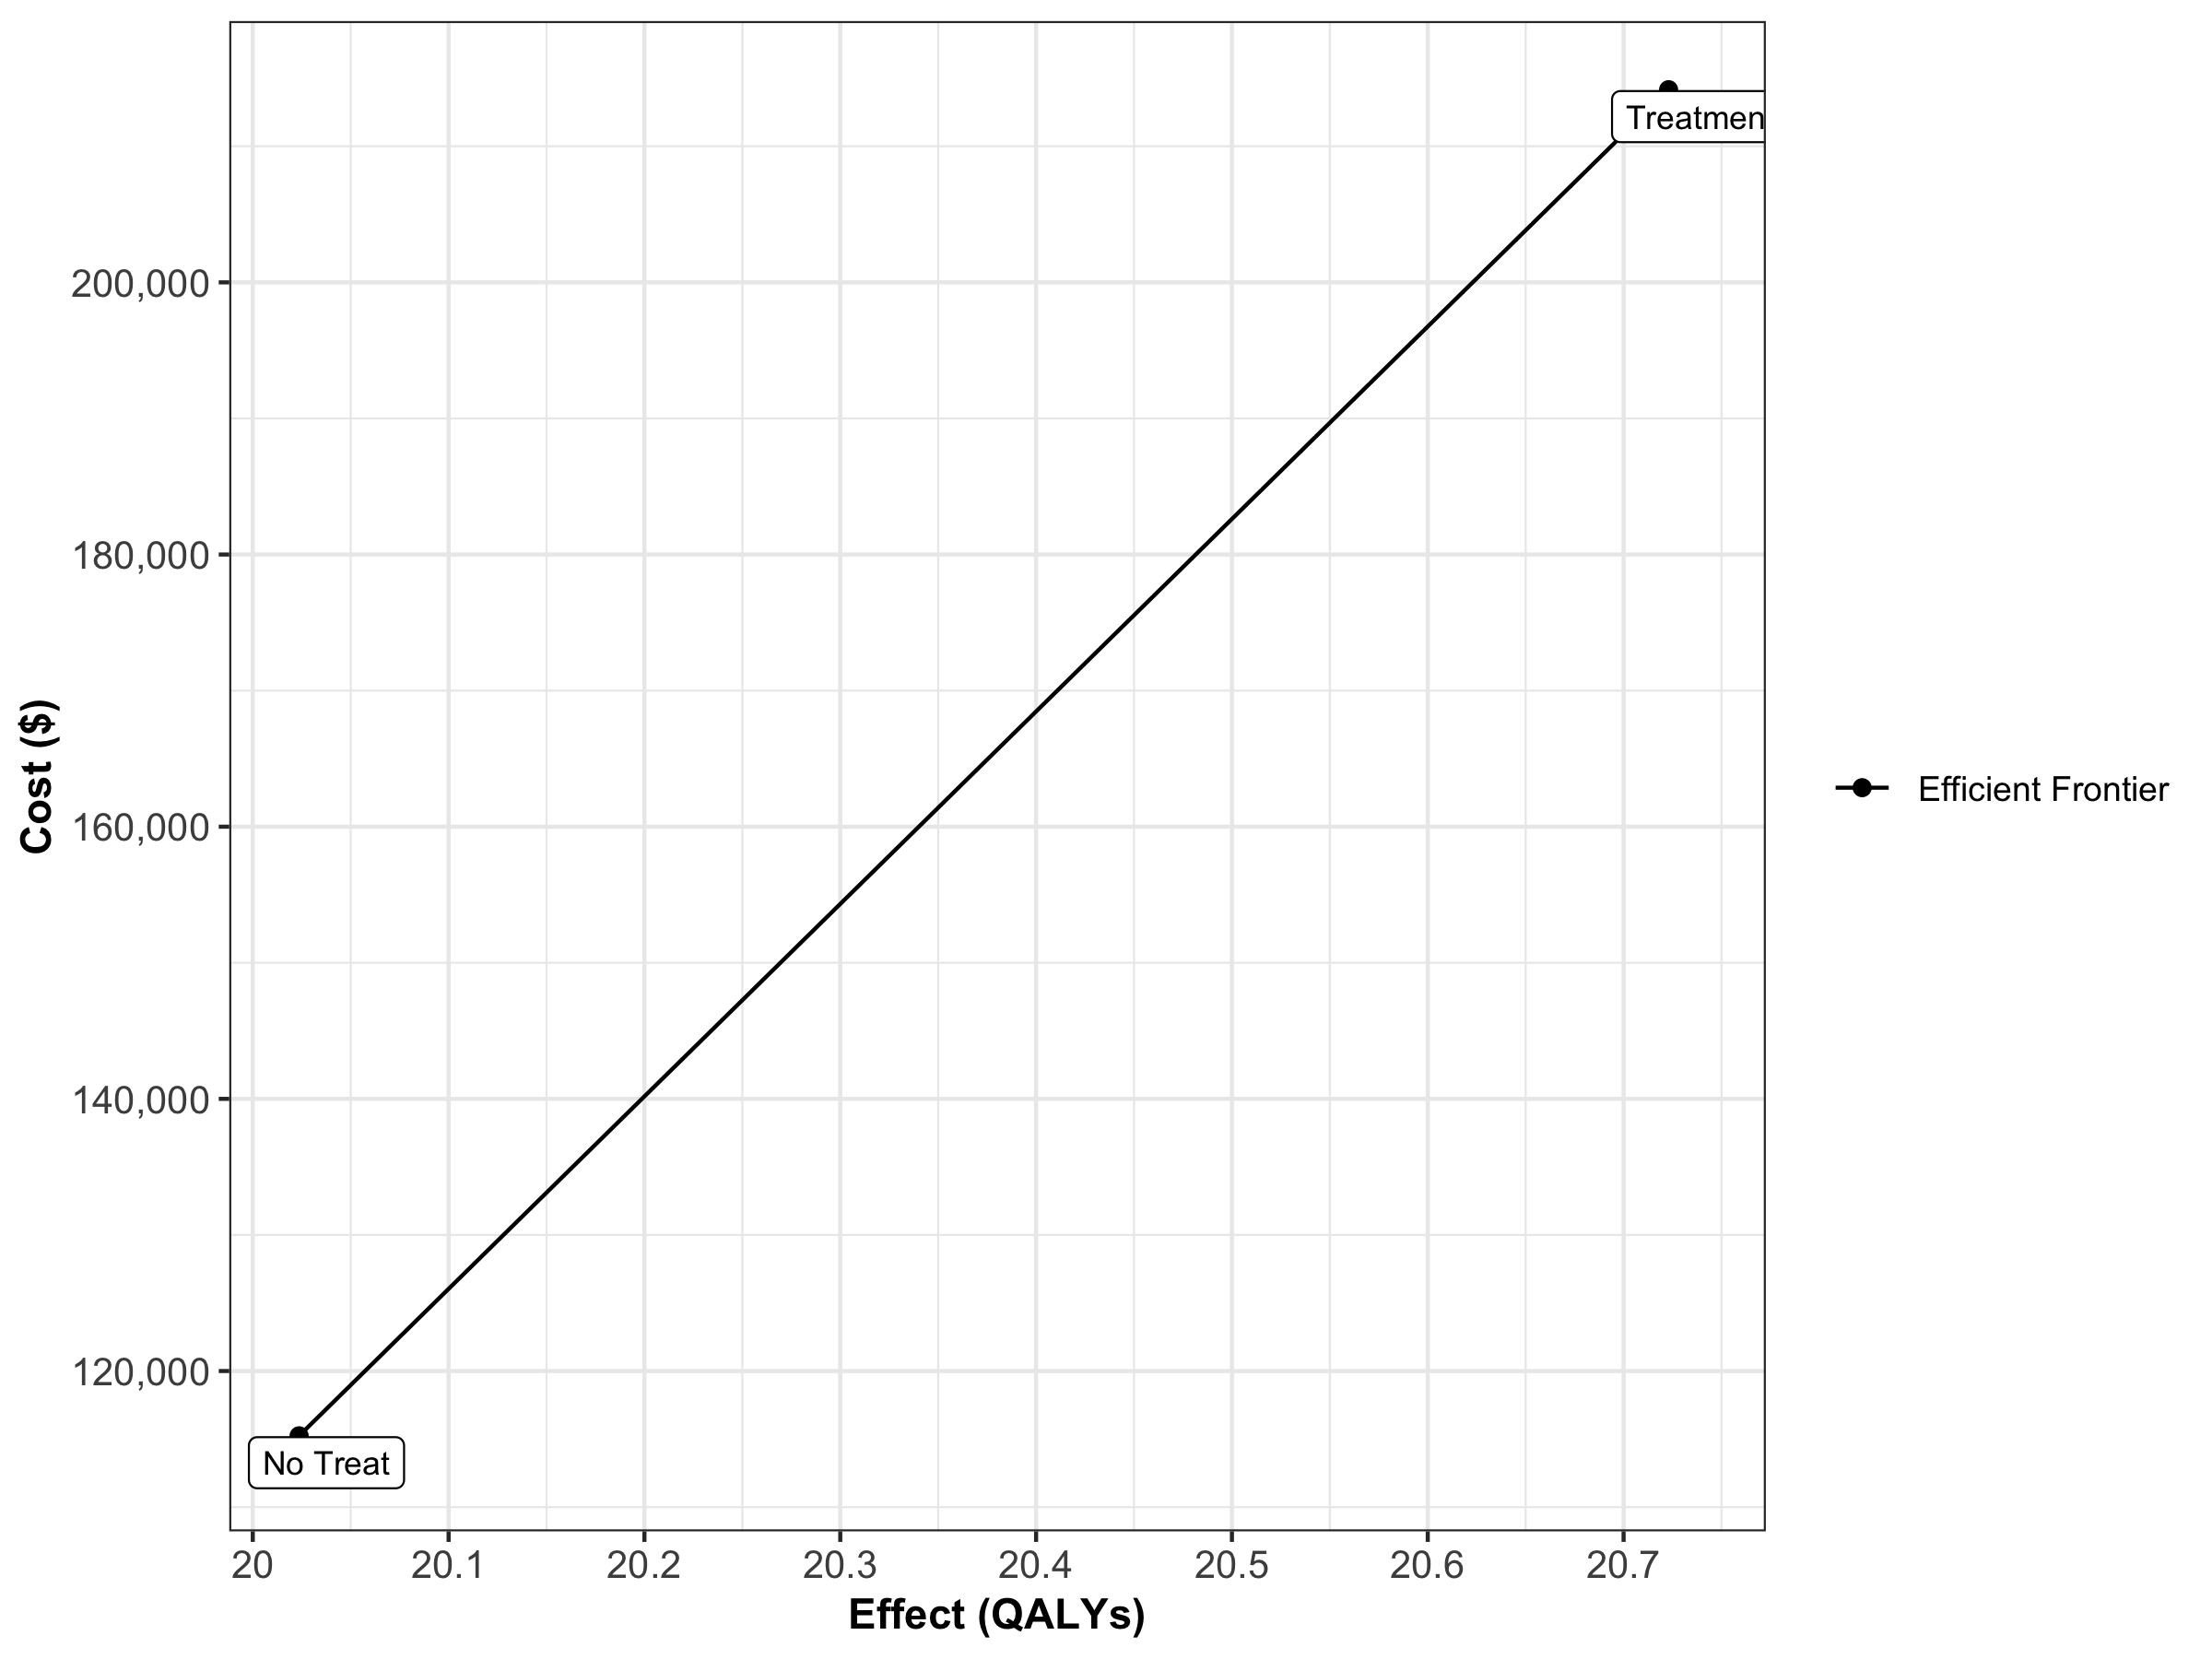 Treatmen
200,000
180,000
160,000
140,000
120,000
Cost ($)
Efficient Frontier
No Treat
20 20.1 20.2 20.3 20.4 20.5 20.6 20.7
Effect (QALYs)